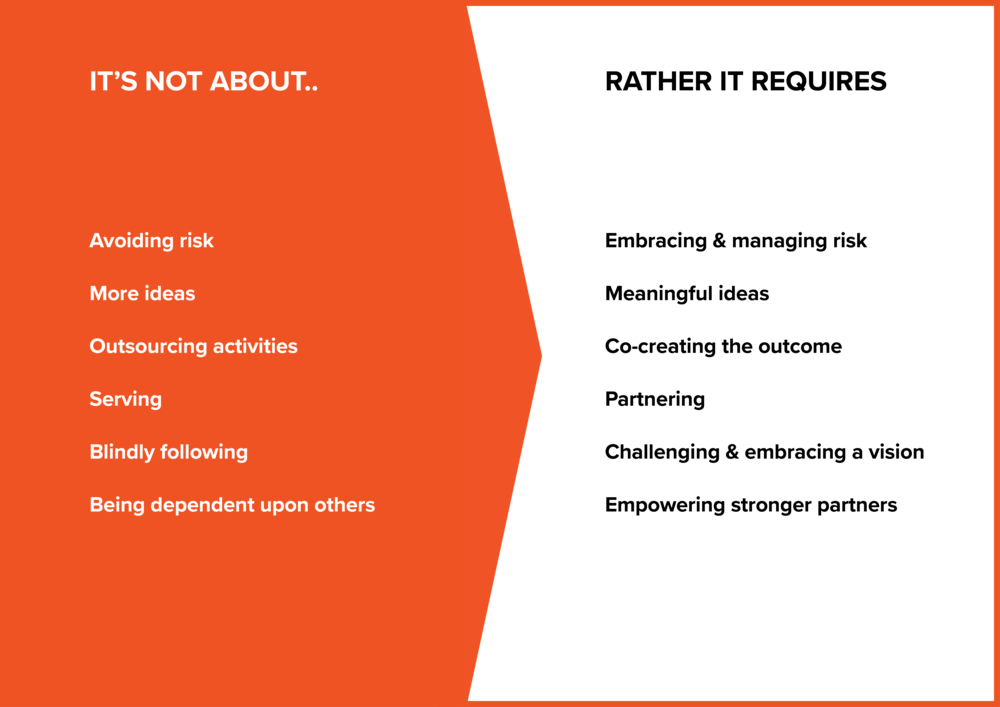 IT’S NOT ABOUT..
Avoiding risk
More ideas
Outsourcing activities
Serving
Blindly following
Being dependent upon others
RATHER IT REQUIRES
Embracing & managing risk
Meaningful ideas
Co-creating the outcome
Partnering
Challenging & embracing a vision
Empowering stronger partners